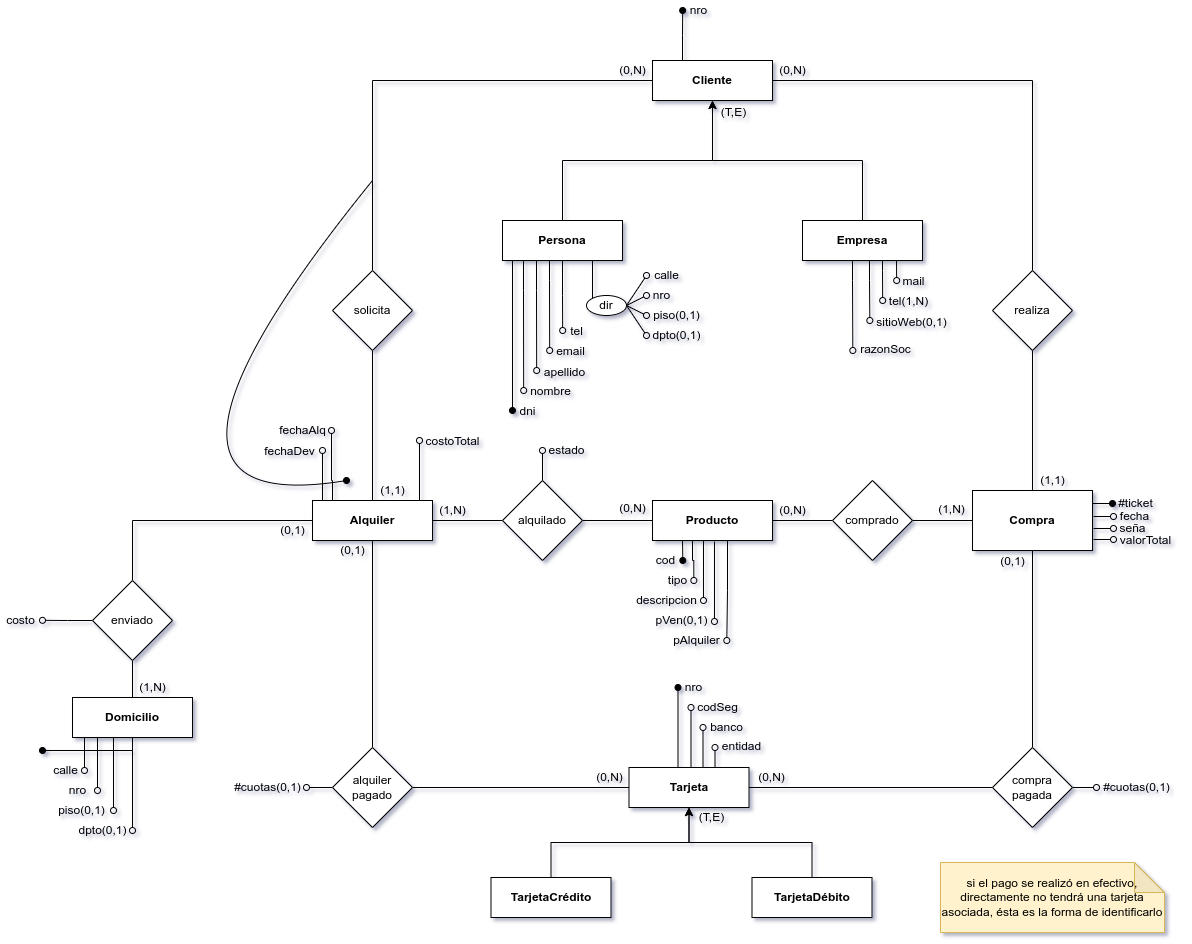 nro
(0,N)
Cliente
(0,N)
(T,E)
Persona
Empresa
calle
nro
piso(0,1)
dpto(0,1)
dir
mail
tel(1,N)
sitioWeb(0,1)
razonSoc
solicita
realiza
tel
email
apellido
nombre
dni
fechaAlq
fechaDev
costoTotal
estado
(1,1)
(1,1)
(0,1)
Alquiler
(1,N)
alquilado
(0,N)
Producto
(0,N)
comprado
(1,N)
Compra
#ticket
fecha
seña
valorTotal
(0,1)
(0,1)
cod
tipo
descripcion
pVen(0,1)
pAlquiler
costo
enviado
(1,N)
Domicilio
calle
nro
piso(0,1)
dpto(0,1)
nro
codSeg
banco
entidad
#cuotas(0,1)
alquiler
pagado
(0,N)
Tarjeta
(0,N)
compra
pagada
#cuotas(0,1)
(T,E)
TarjetaCrédito
TarjetaDébito
si el pago se realizó en efectivo,
directamente no tendrá una tarjeta
asociada, ésta es la forma de identificarlo